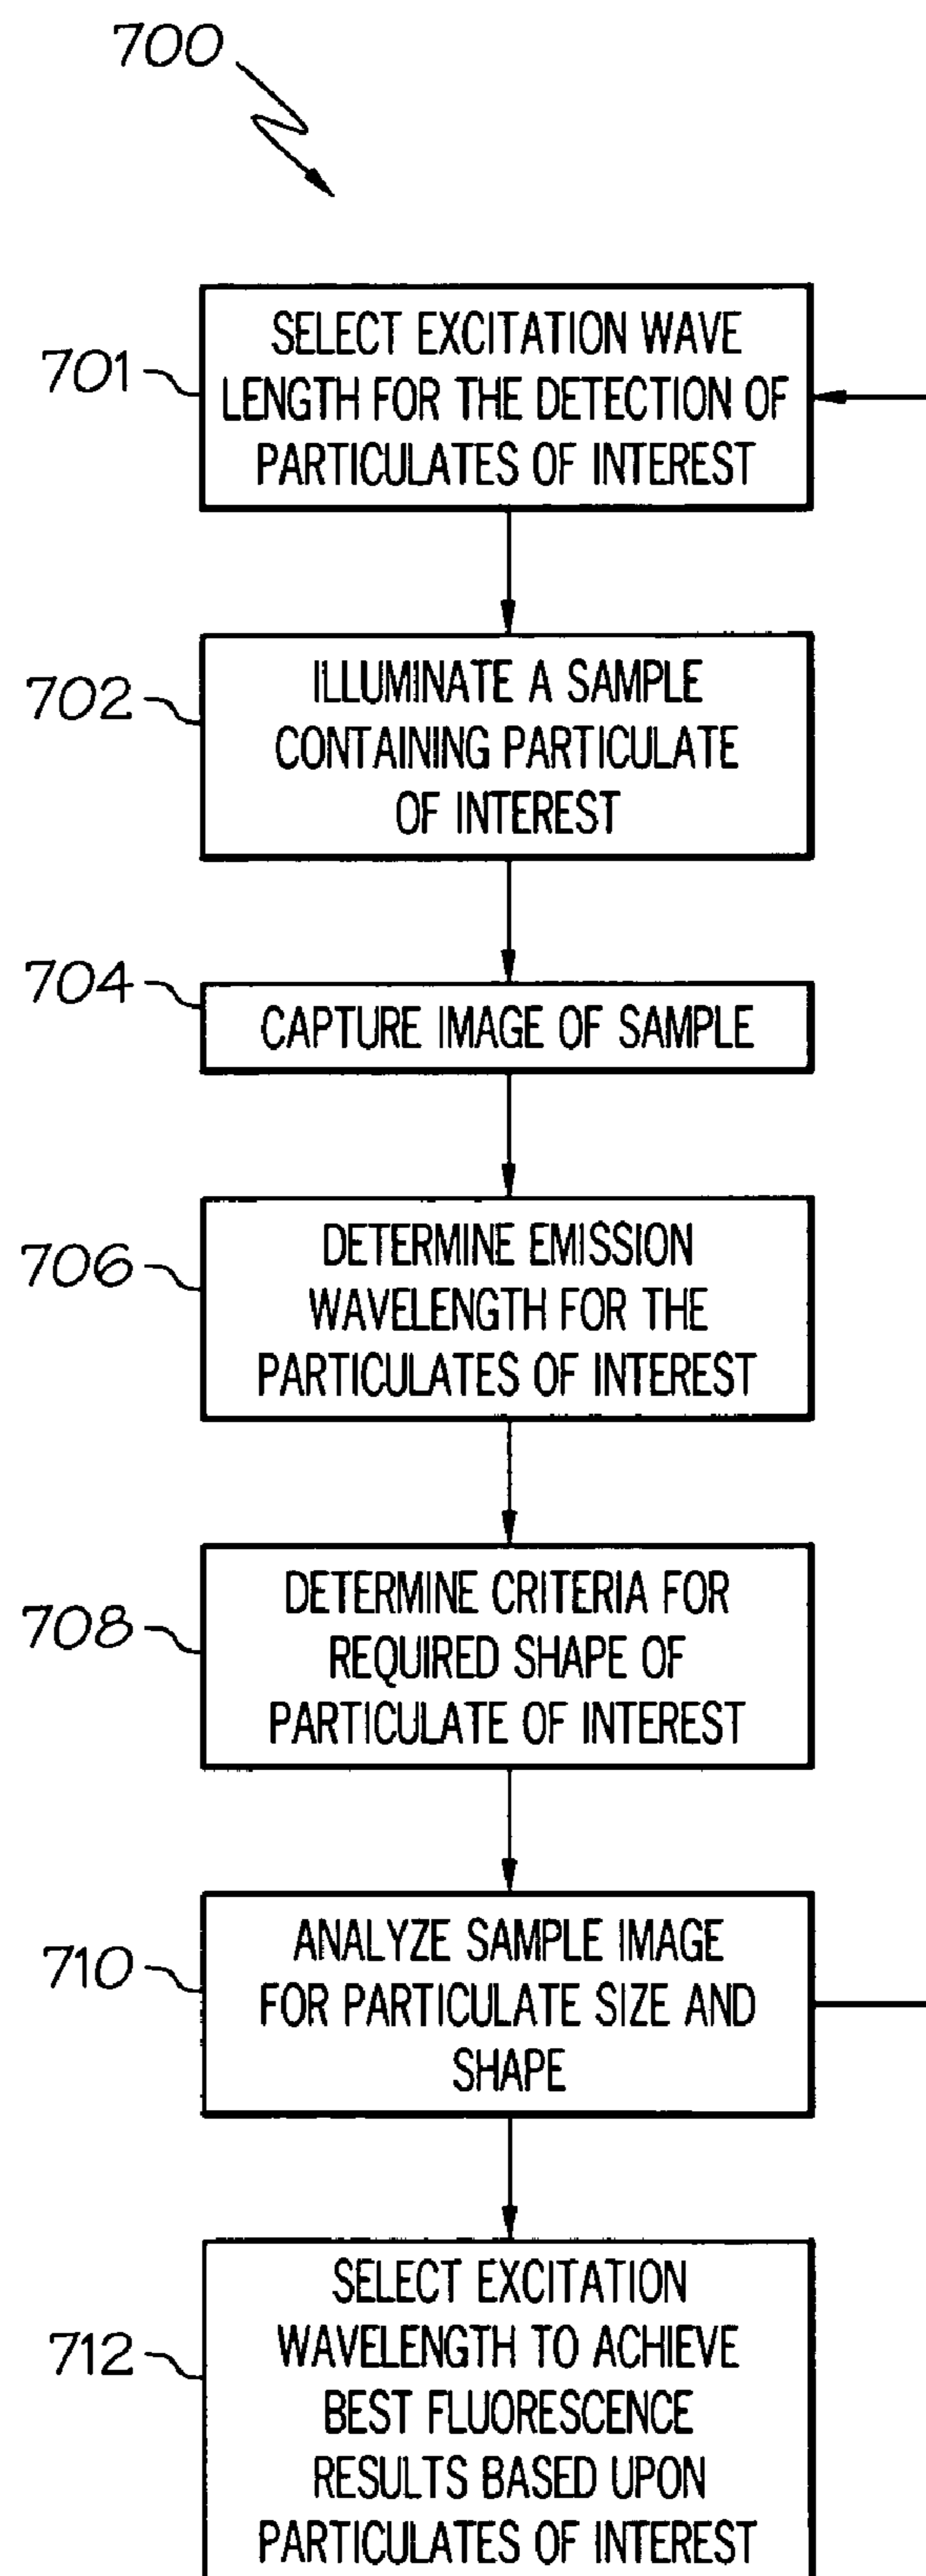 700
701
SELECT EXCITATION WAVE
LENGTH FOR THE DETECTION OF
PARTICULATES OF INTEREST
702
ILLUMINATE A SAMPLE
CONTAINING PARTICULATE
OF INTEREST
704
CAPTURE IMAGE OF SAMPLE
706
DETERMINE EMISSION
WAVELENGTH FOR THE
PARTICULATES OF INTEREST
708
DETERMINE CRITERIA FOR
REQUIRED SHAPE OF
PARTICULATE OF INTEREST
710
ANALYZE SAMPLE IMAGE
FOR PARTICULATE SIZE AND
SHAPE
712
SELECT EXCITATION
WAVELENGTH TO ACHIEVE
BEST FLUORESCENCE
RESULTS BASED UPON
PARTICULATES OF INTEREST